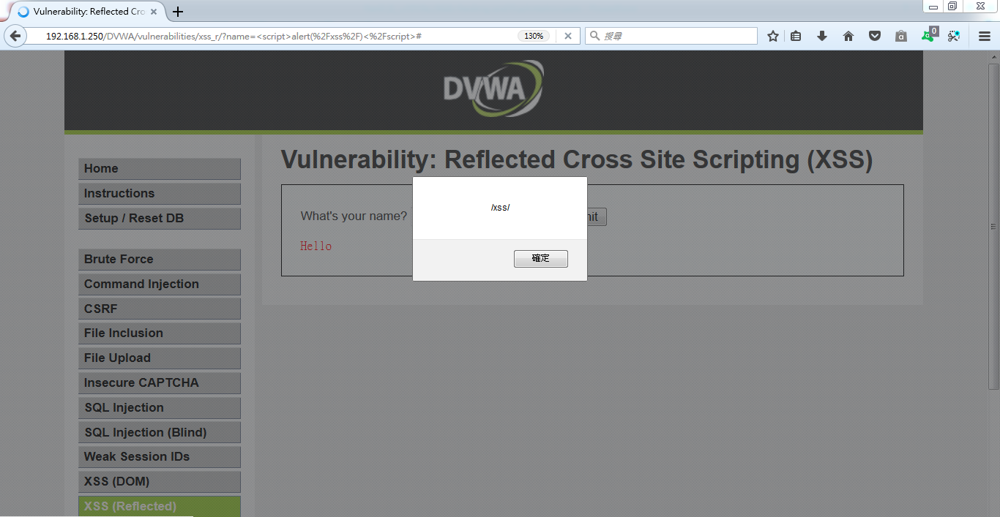 Vulnerability: Reflected Cro
192.168.1.250/DVWA/vulnerabilities/xss_r/?name=<script>alert(%2Fxss%2F)<%2Fscript>#
130%
搜尋
0
DVWA
Vulnerability: Reflected Cross Site Scripting (XSS)
Home
Instructions
Setup / Reset DB
Brute Force
Command Injection
CSRF
File Inclusion
File Upload
Insecure CAPTCHA
SQL Injection
SQL Injection (Blind)
Weak Session IDs
XSS (DOM)
XSS (Reflected)
What's your name?
Hello
/xss/
確定